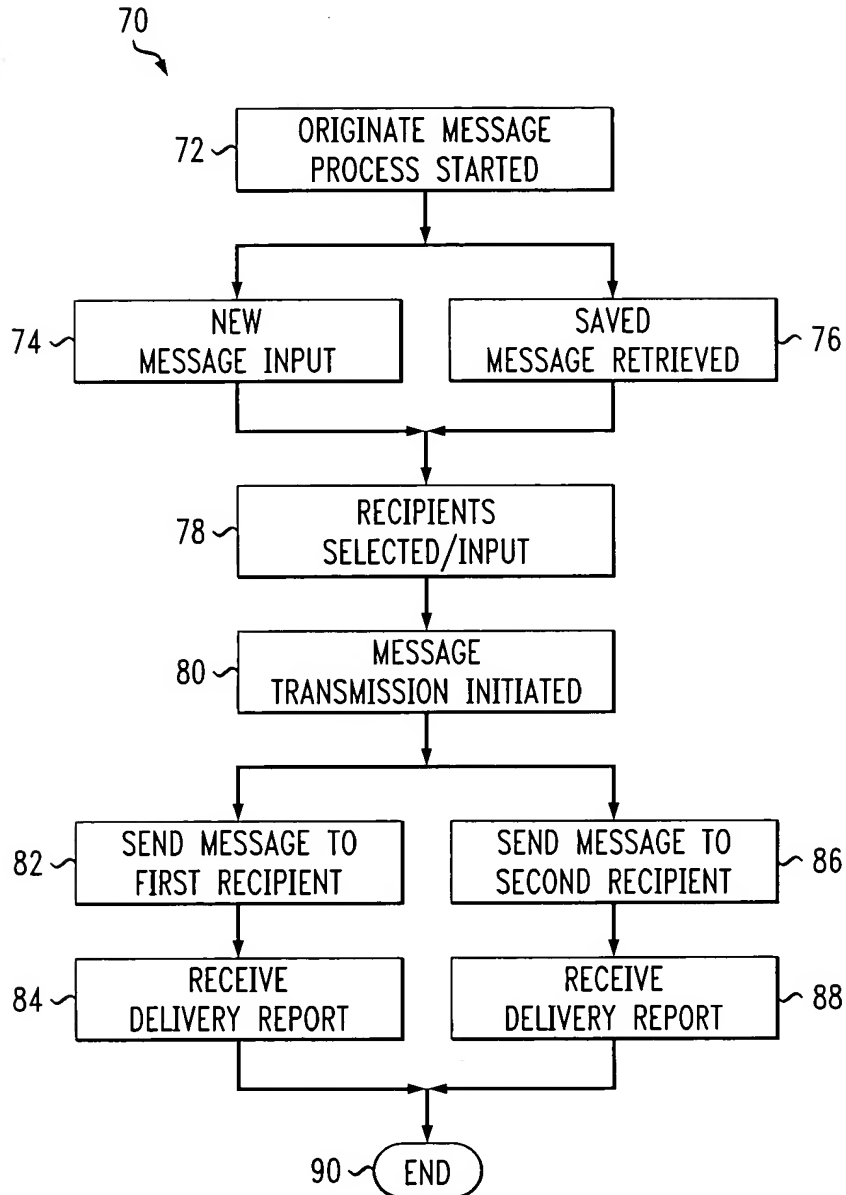 70
72
ORIGINATE MESSAGE
PROCESS STARTED
74
NEW
MESSAGE INPUT
SAVED
MESSAGE RETRIEVED
76
78
RECIPIENTS
SELECTED/INPUT
80
MESSAGE
TRANSMISSION INITIATED
82
SEND MESSAGE TO
FIRST RECIPIENT
SEND MESSAGE TO
SECOND RECIPIENT
86
84
RECEIVE
DELIVERY REPORT
RECEIVE
DELIVERY REPORT
88
90
END